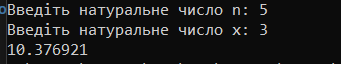 Введіть натуральне число n: 5
Введіть натуральне число x: 3
10.376921